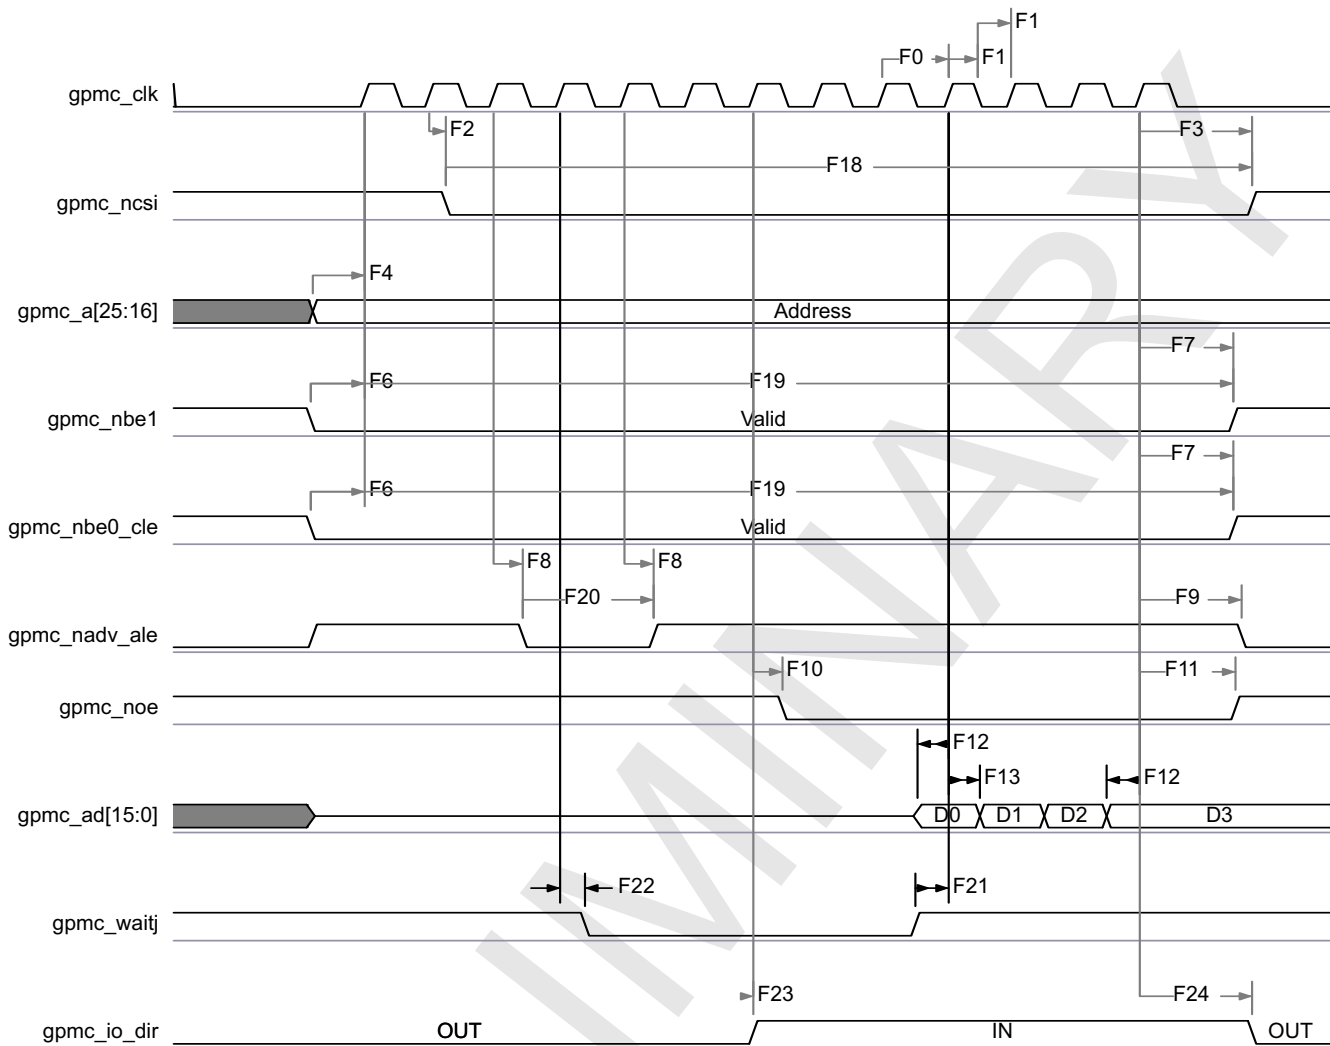 F1
F0
F1
gpmc_clk
F2
F3
F18
gpmc_ncsi
F4
gpmc_a[25:16]
Address
F7
F6
F19
gpmc_nbe1
Valid
F7
F6
F19
gpmc_nbe0_cle
Valid
F8
F8
F20
F9
gpmc_nadv_ale
F10
F11
gpmc_noe
F12
F13
F12
gpmc_ad[15:0]
D0
D1
D2
D3
F22
F21
gpmc_waitj
F23
F24
gpmc_io_dir
OUT
IN
OUT
IMINARY